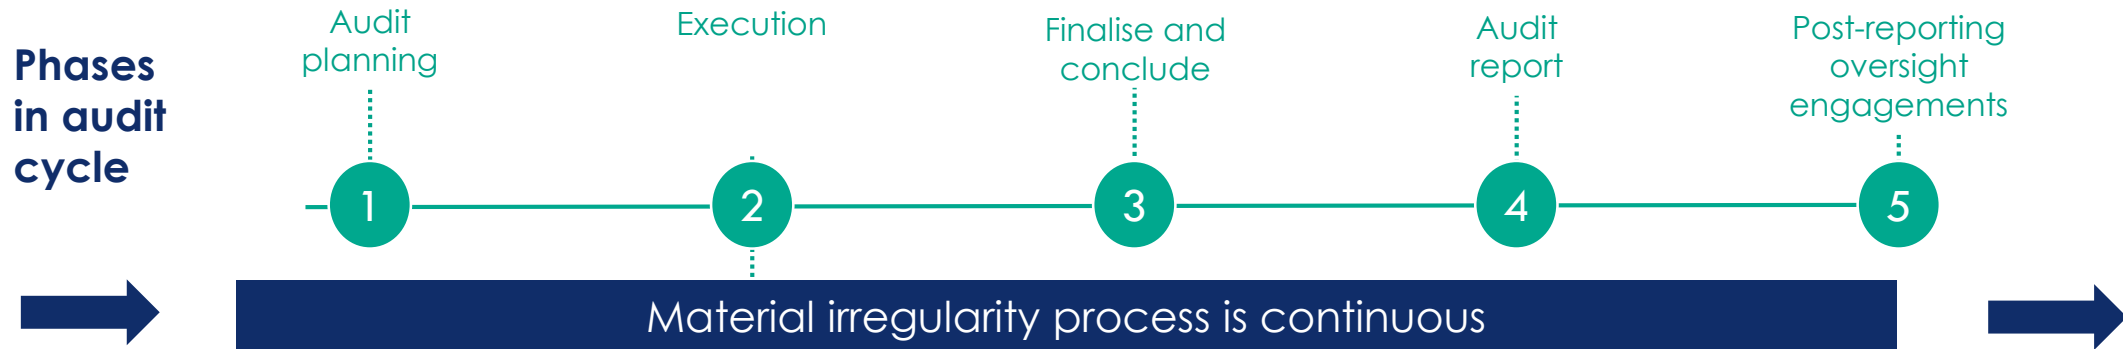 Phases
in audit
cycle
Audit
planning
Execution
Finalise and
conclude
Audit
report
Post-reporting
oversight
engagements
1
2
3
4
5
Material irregularity process is continuous